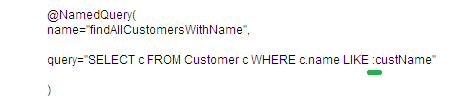 @NamedQuery(
name="findAllCustomersWithName",
query="SELECT c FROM Customer c WHERE c.name LIKE :custName"
)